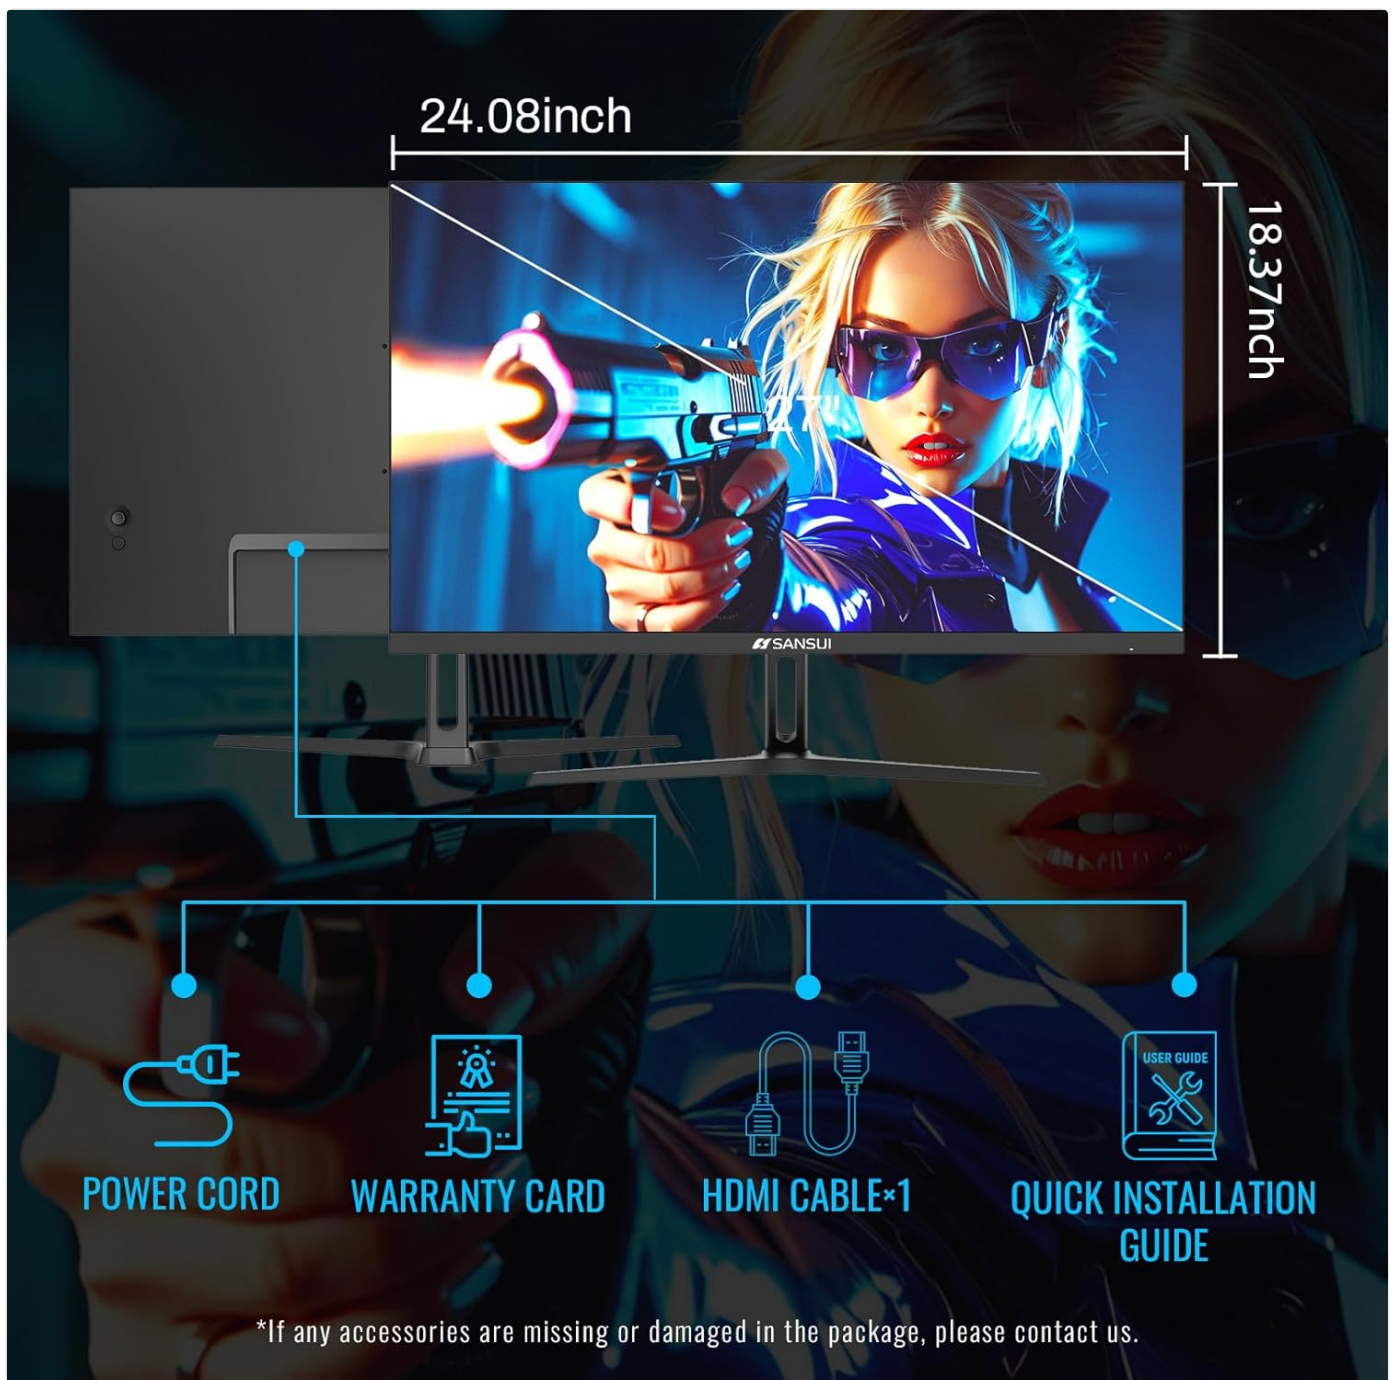 24.08inch
18.37nch
27"
SANSUI
USER GUIDE
POWER CORD
WARRANTY CARD
HDMI CABLE×1
QUICK INSTALLATION
GUIDE
*If any accessories are missing or damaged in the package, please contact us.